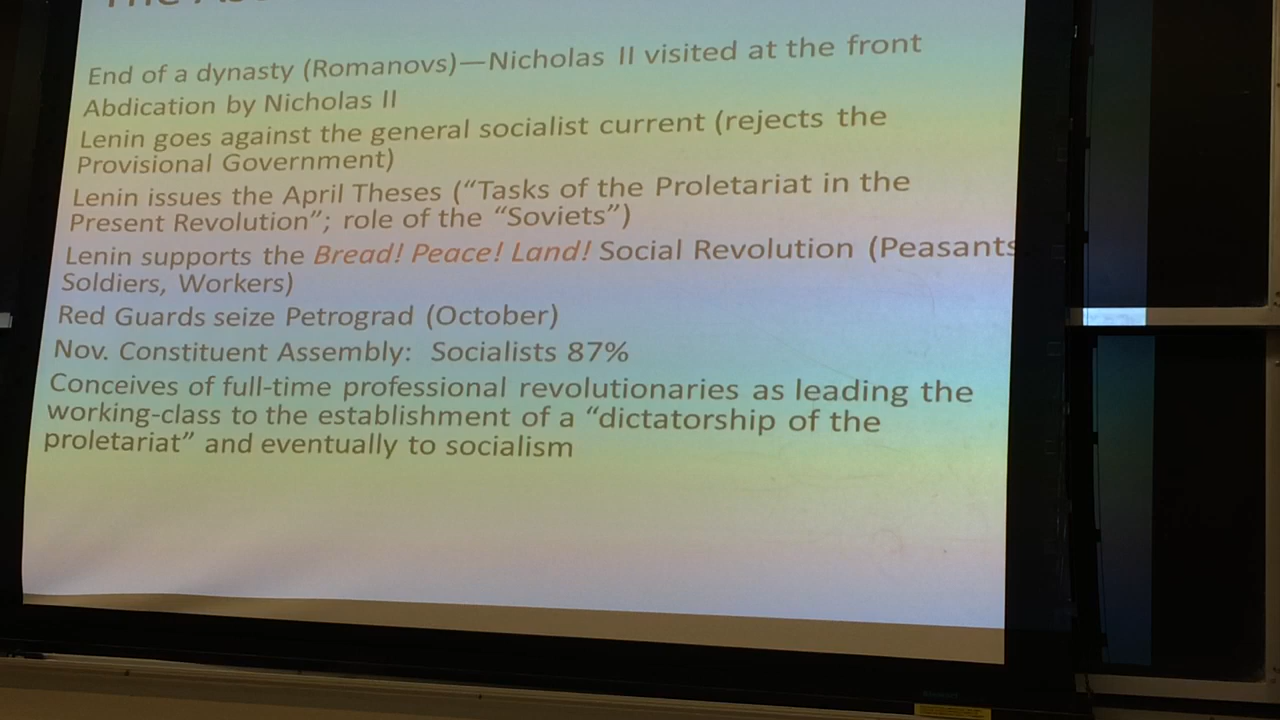 End of a dynasty (Romanovs)—Nicholas II visited at the front
Abdication by Nicholas II
Lenin goes against the general socialist current (rejects the
Provisional Government)
Lenin issues the April Theses (“Tasks of the Proletariat in the
Present Revolution”; role of the “Soviets”)
Lenin supports the Bread! Peace! Land! Social Revolution (Peasants
Soldiers, Workers)
Red Guards seize Petrograd (October)
Nov. Constituent Assembly: Socialists 87%
Conceives of full-time professional revolutionaries as leading the
working-class to the establishment of a “dictatorship of the
proletariat” and eventually to socialism